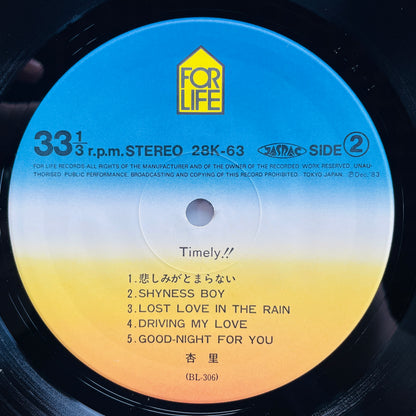 FOR
LIFE
33 1/3 r.p.m. STEREO 28K-63 JASRAC SIDE 2
FOR LIFE RECORDS ALL RIGHTS OF THE MANUFACTURER AND OF THE OWNER OF THE RECORDED WORK RESERVED, UNAU-
THORISED PUBLIC PERFORMANCE, BROADCASTING AND COPYING OF THIS RECORD PROHIBITED. TOKYO JAPAN. ℗Dec,'83
Timely!!
1.悲しみがとまらない
2.SHYNESS BOY
3.LOST LOVE IN THE RAIN
4.DRIVING MY LOVE
5.GOOD-NIGHT FOR YOU
杏里
(BL-306)